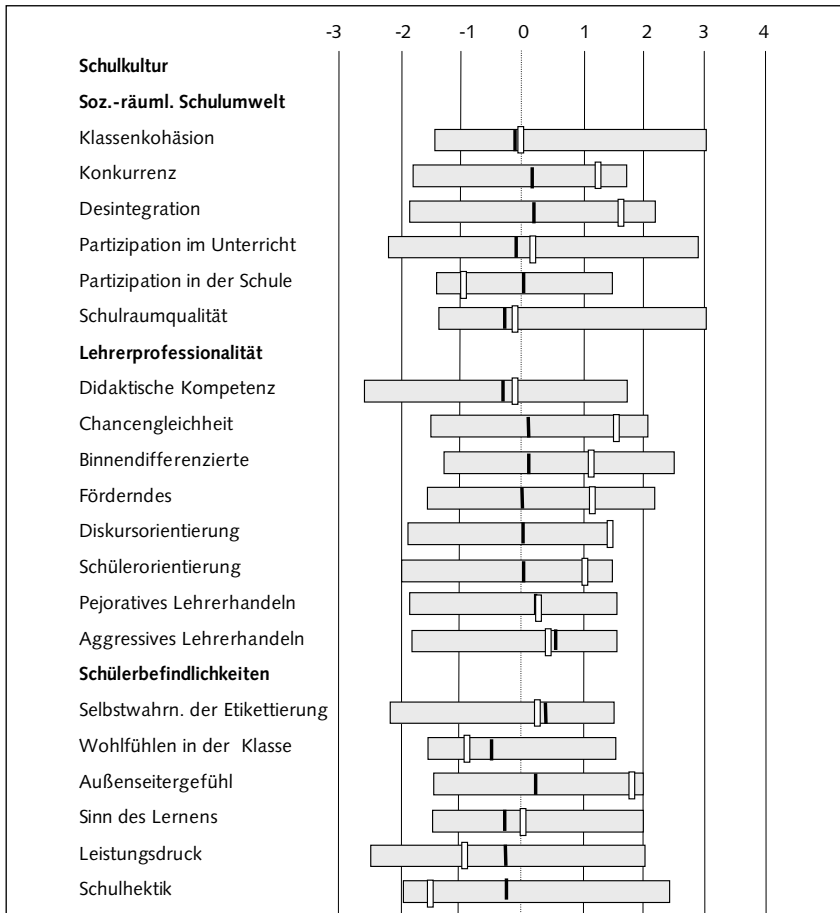 -3 -2 -1 0 1 2 3 4
Schulkultur
Soz.-räuml. Schulumwelt
Klassenkohäsion
Konkurrenz
Desintegration
Partizipation im Unterricht
Partizipation in der Schule
Schulraumqualität
Lehrerprofessionalität
Didaktische Kompetenz
Chancengleichheit
Binnendifferenzierte
Förderndes
Diskursorientierung
Schülerorientierung
Pejoratives Lehrerhandeln
Aggressives Lehrerhandeln
Schülerbefindlichkeiten
Selbstwahrn. der Etikettierung
Wohlfühlen in der Klasse
Außenseitergefühl
Sinn des Lernens
Leistungsdruck
Schulhektik